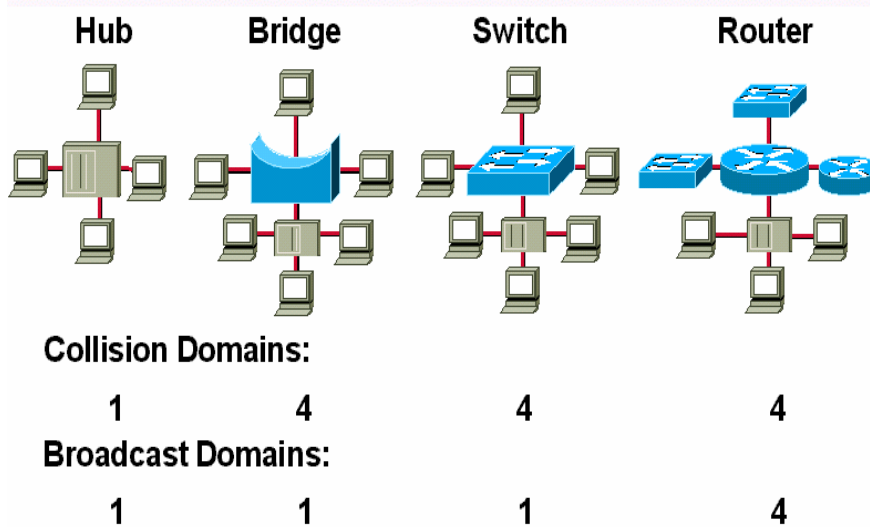 Hub Bridge Switch Router
Collision Domains:
1 4 4 4
Broadcast Domains:
1 1 1 4